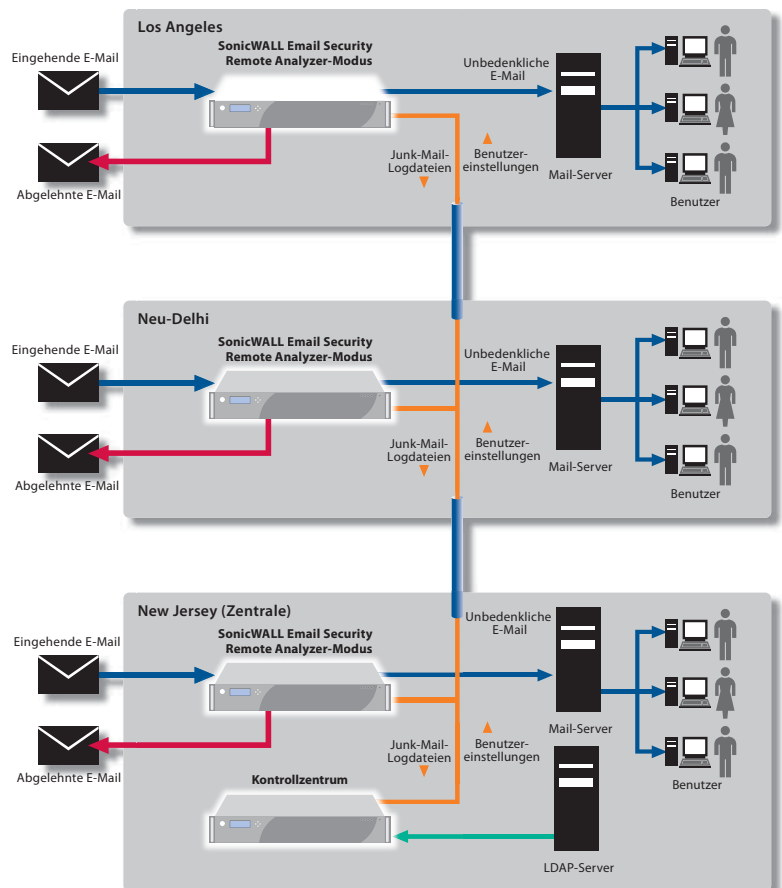 Los Angeles
Eingehende E-Mail
SonicWALL Email Security
Remote Analyzer-Modus
Unbedenkliche
E-Mail
Junk-Mail-
Logdateien
Benutzer-
einstellungen
Mail-Server
Abgelehnte E-Mail
Benutzer
Neu-Delhi
Eingehende E-Mail
SonicWALL Email Security
Remote Analyzer-Modus
Unbedenkliche
E-Mail
Junk-Mail-
Logdateien
Benutzer-
einstellungen
Mail-Server
Abgelehnte E-Mail
Benutzer
New Jersey (Zentrale)
Eingehende E-Mail
SonicWALL Email Security
Remote Analyzer-Modus
Unbedenkliche
E-Mail
Mail-Server
Junk-Mail-
Logdateien
Benutzer-
einstellungen
Abgelehnte E-Mail
Kontrollzentrum
Benutzer
LDAP-Server